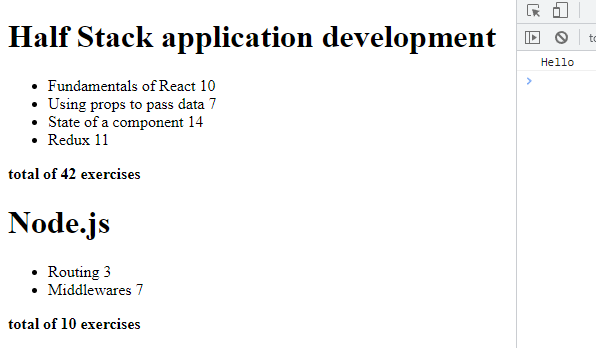 Half Stack application development
Fundamentals of React 10
Using props to pass data 7
State of a component 14
Redux 11
total of 42 exercises
Node.js
Routing 3
Middlewares 7
total of 10 exercises
to
Hello